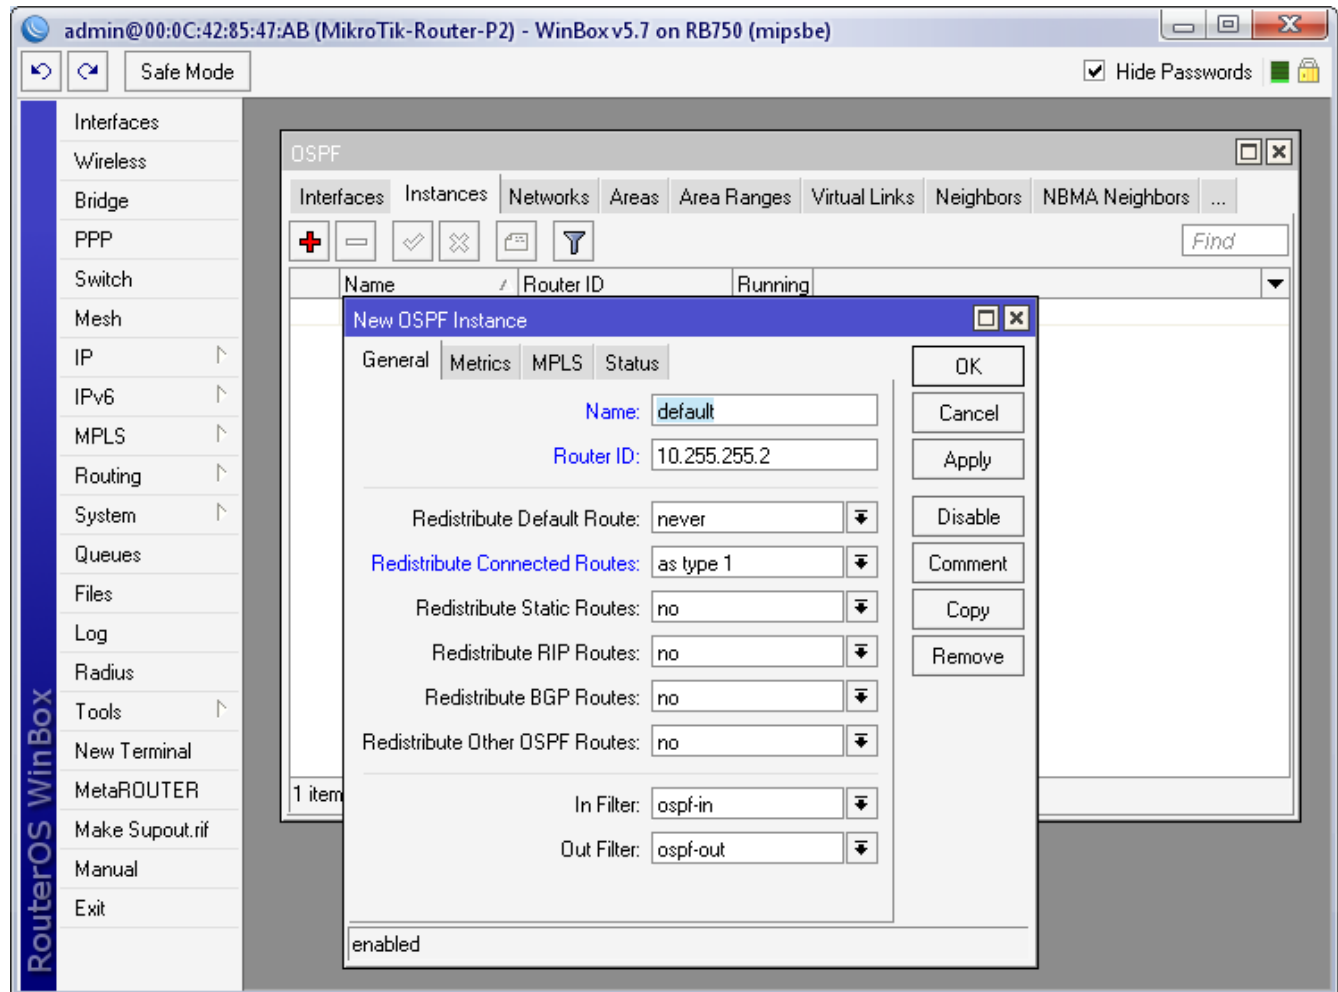 admin@00:0C:42:85:47:AB (MikroTik-Router-P2) - WinBox v5.7 on RB750 (mipsbe)
Safe Mode
Hide Passwords
Interfaces
Wireless
Bridge
PPP
Switch
Mesh
IP
IPv6
MPLS
Routing
System
Queues
Files
Log
Radius
Tools
New Terminal
MetaROUTER
Make Supout.rif
Manual
Exit
RouterOS WinBox
OSPF
Interfaces Instances Networks Areas Area Ranges Virtual Links Neighbors NBMA Neighbors ...
Find
Name Router ID Running
1 item
New OSPF Instance
General Metrics MPLS Status
Name: default
Router ID: 10.255.255.2
Redistribute Default Route: never
Redistribute Connected Routes: as type 1
Redistribute Static Routes: no
Redistribute RIP Routes: no
Redistribute BGP Routes: no
Redistribute Other OSPF Routes: no
In Filter: ospf-in
Out Filter: ospf-out
OK
Cancel
Apply
Disable
Comment
Copy
Remove
enabled